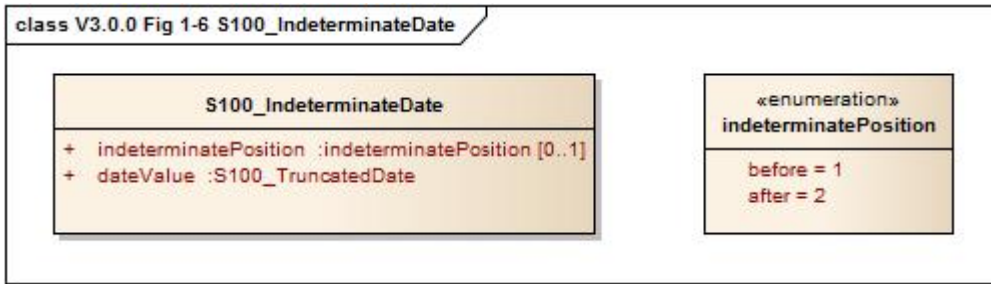 class V3.0.0 Fig 1-6 S100_IndeterminateDate
S100_IndeterminateDate
+ indeterminatePosition :indeterminatePosition [0..1]
+ dateValue :S100_TruncatedDate
«enumeration»
indeterminatePosition
before = 1
after = 2